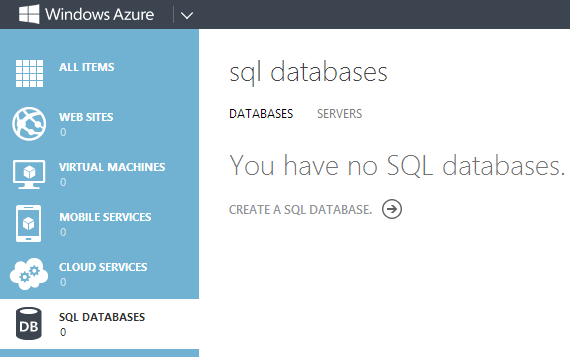 Windows Azure
ALL ITEMS
WEB SITES
0
VIRTUAL MACHINES
0
MOBILE SERVICES
0
CLOUD SERVICES
0
DB
SQL DATABASES
0
sql databases
DATABASES SERVERS
You have no SQL databases.
CREATE A SQL DATABASE.